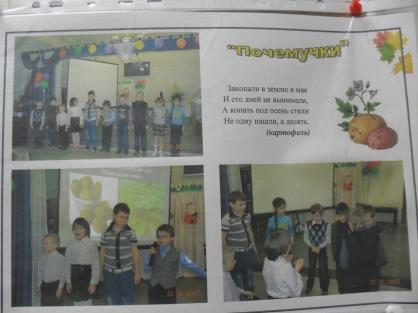 "Почемучки"
Закопали в землю в мае
И сто дней не вынимали,
А копать под осень стали
Не одну нашли, а десять.
(картофель)